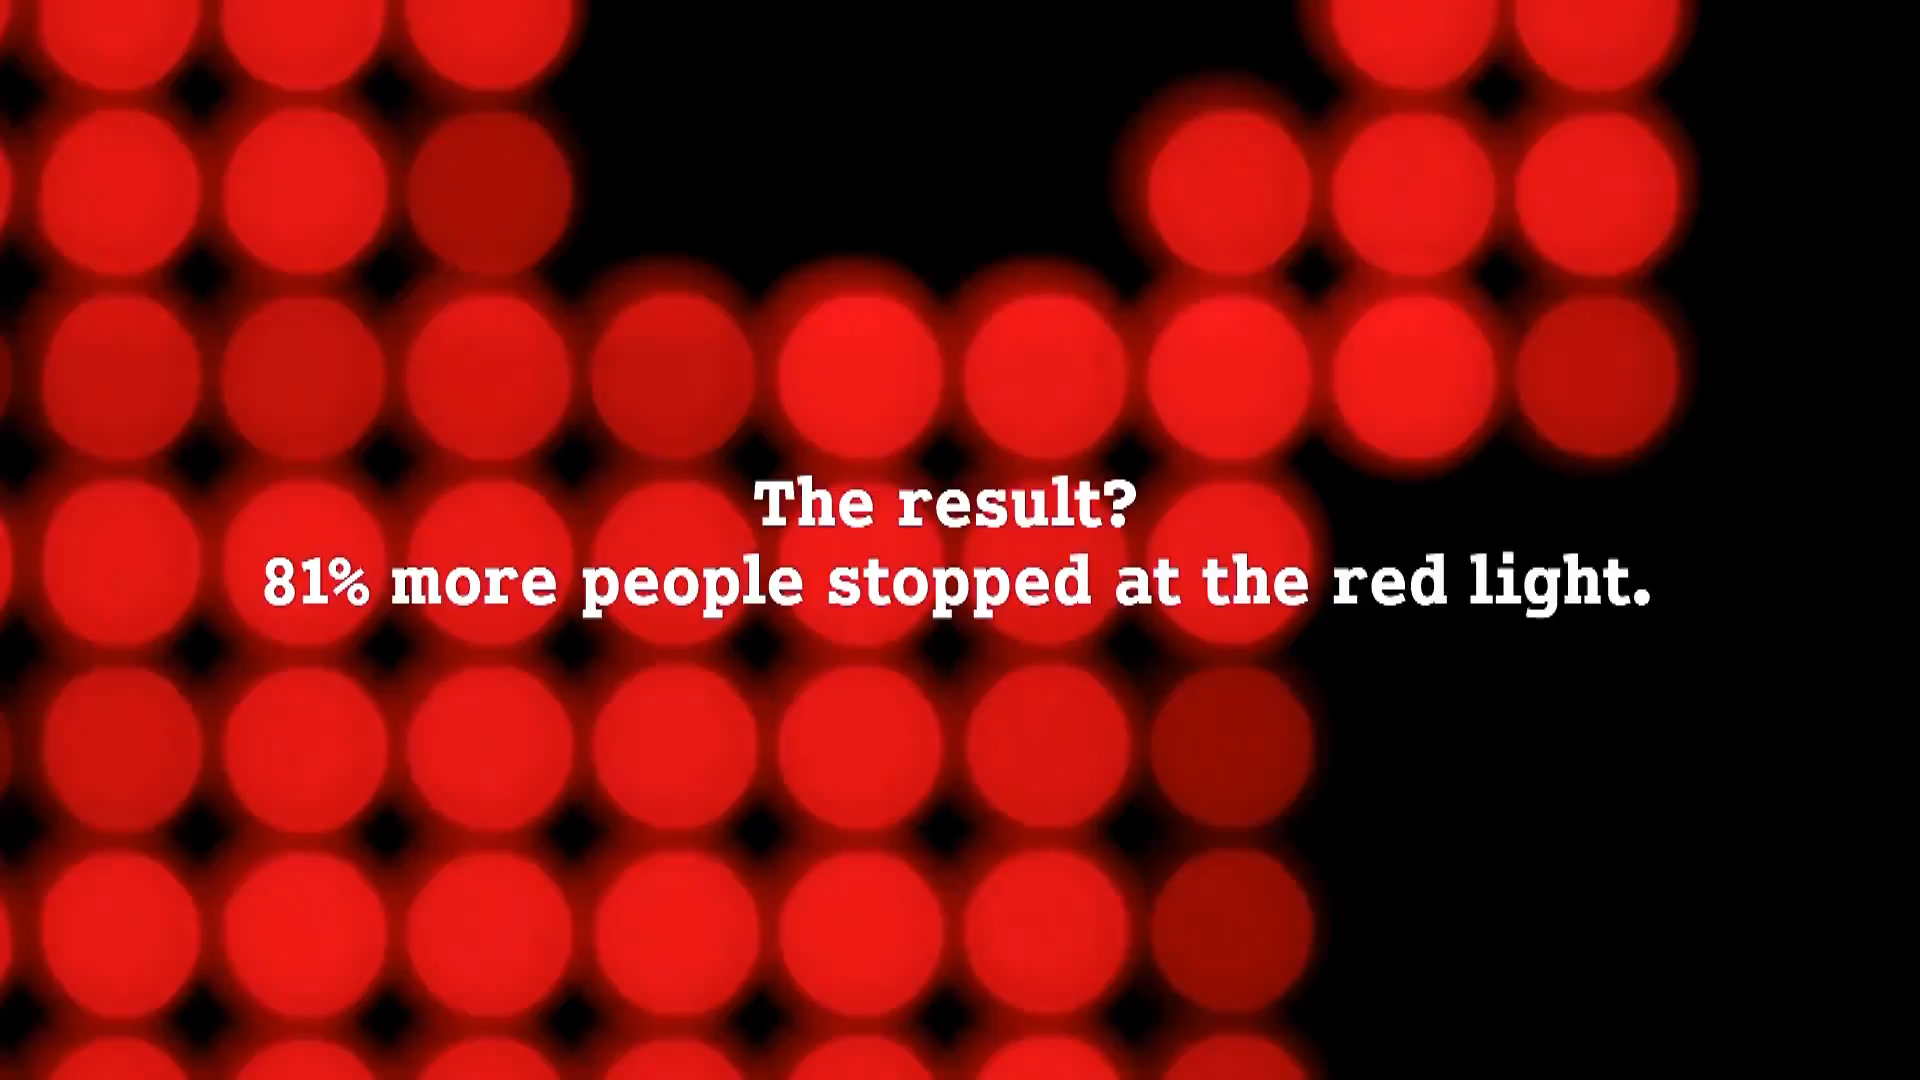 The result?
81% more people stopped at the red light.